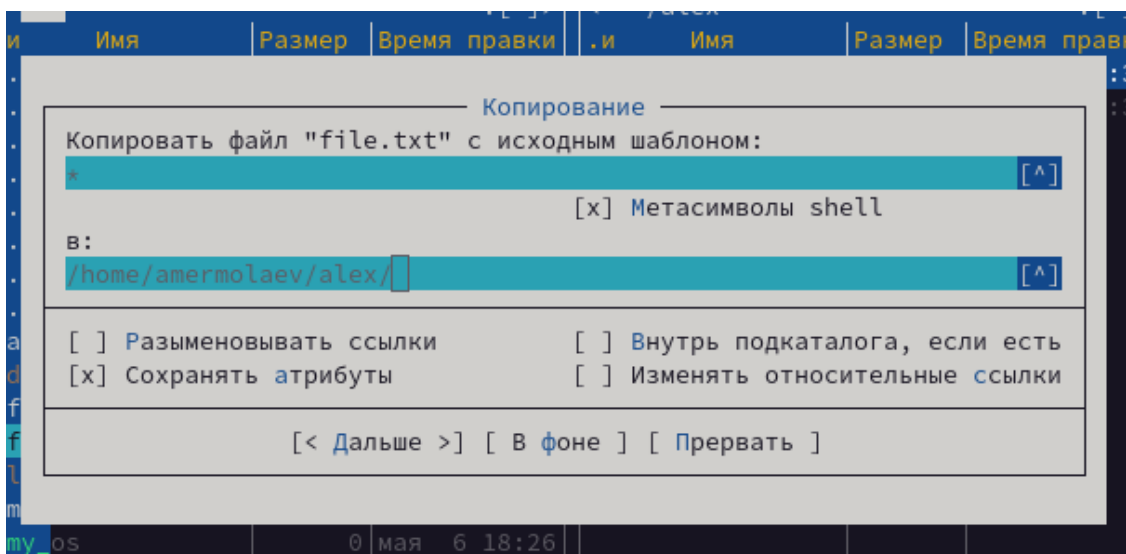 /alex
и Имя Размер Время правки .и Имя Размер Время
Копирование
Копировать файл "file.txt" с исходным шаблоном:
* [^]
[x] Метасимволы shell
в:
/home/amermolaev/alex/ [^]
[ ] Разыменовывать ссылки [ ] Внутрь подкаталога, если есть
[x] Сохранять атрибуты [ ] Изменять относительные ссылки
[< Дальше >] [ В фоне ] [ Прервать ]
my_os 0 мая 6 18:26